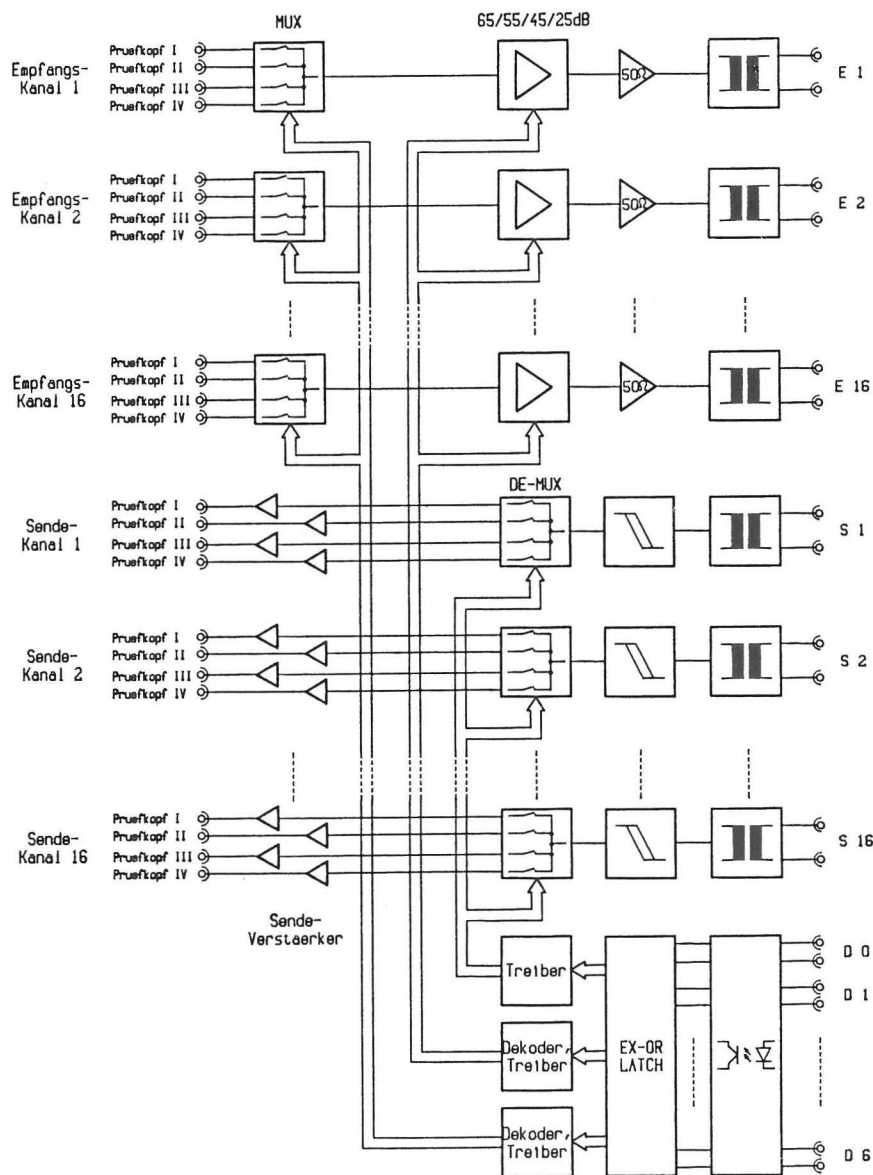 MUX
65/55/45/25dB
Empfangs-
Kanal 1
Pruefkopf I
Pruefkopf II
Pruefkopf III
Pruefkopf IV
50Ω
E 1
Empfangs-
Kanal 2
Pruefkopf I
Pruefkopf II
Pruefkopf III
Pruefkopf IV
50Ω
E 2
Empfangs-
Kanal 16
Pruefkopf I
Pruefkopf II
Pruefkopf III
Pruefkopf IV
50Ω
E 16
DE-MUX
Sende-
Kanal 1
Pruefkopf I
Pruefkopf II
Pruefkopf III
Pruefkopf IV
S 1
Sende-
Kanal 2
Pruefkopf I
Pruefkopf II
Pruefkopf III
Pruefkopf IV
S 2
Sende-
Kanal 16
Pruefkopf I
Pruefkopf II
Pruefkopf III
Pruefkopf IV
S 16
Sende-
Verstaerker
Treiber
D 0
D 1
Dekoder,
Treiber
EX-OR
LATCH
Dekoder,
Treiber
D 6